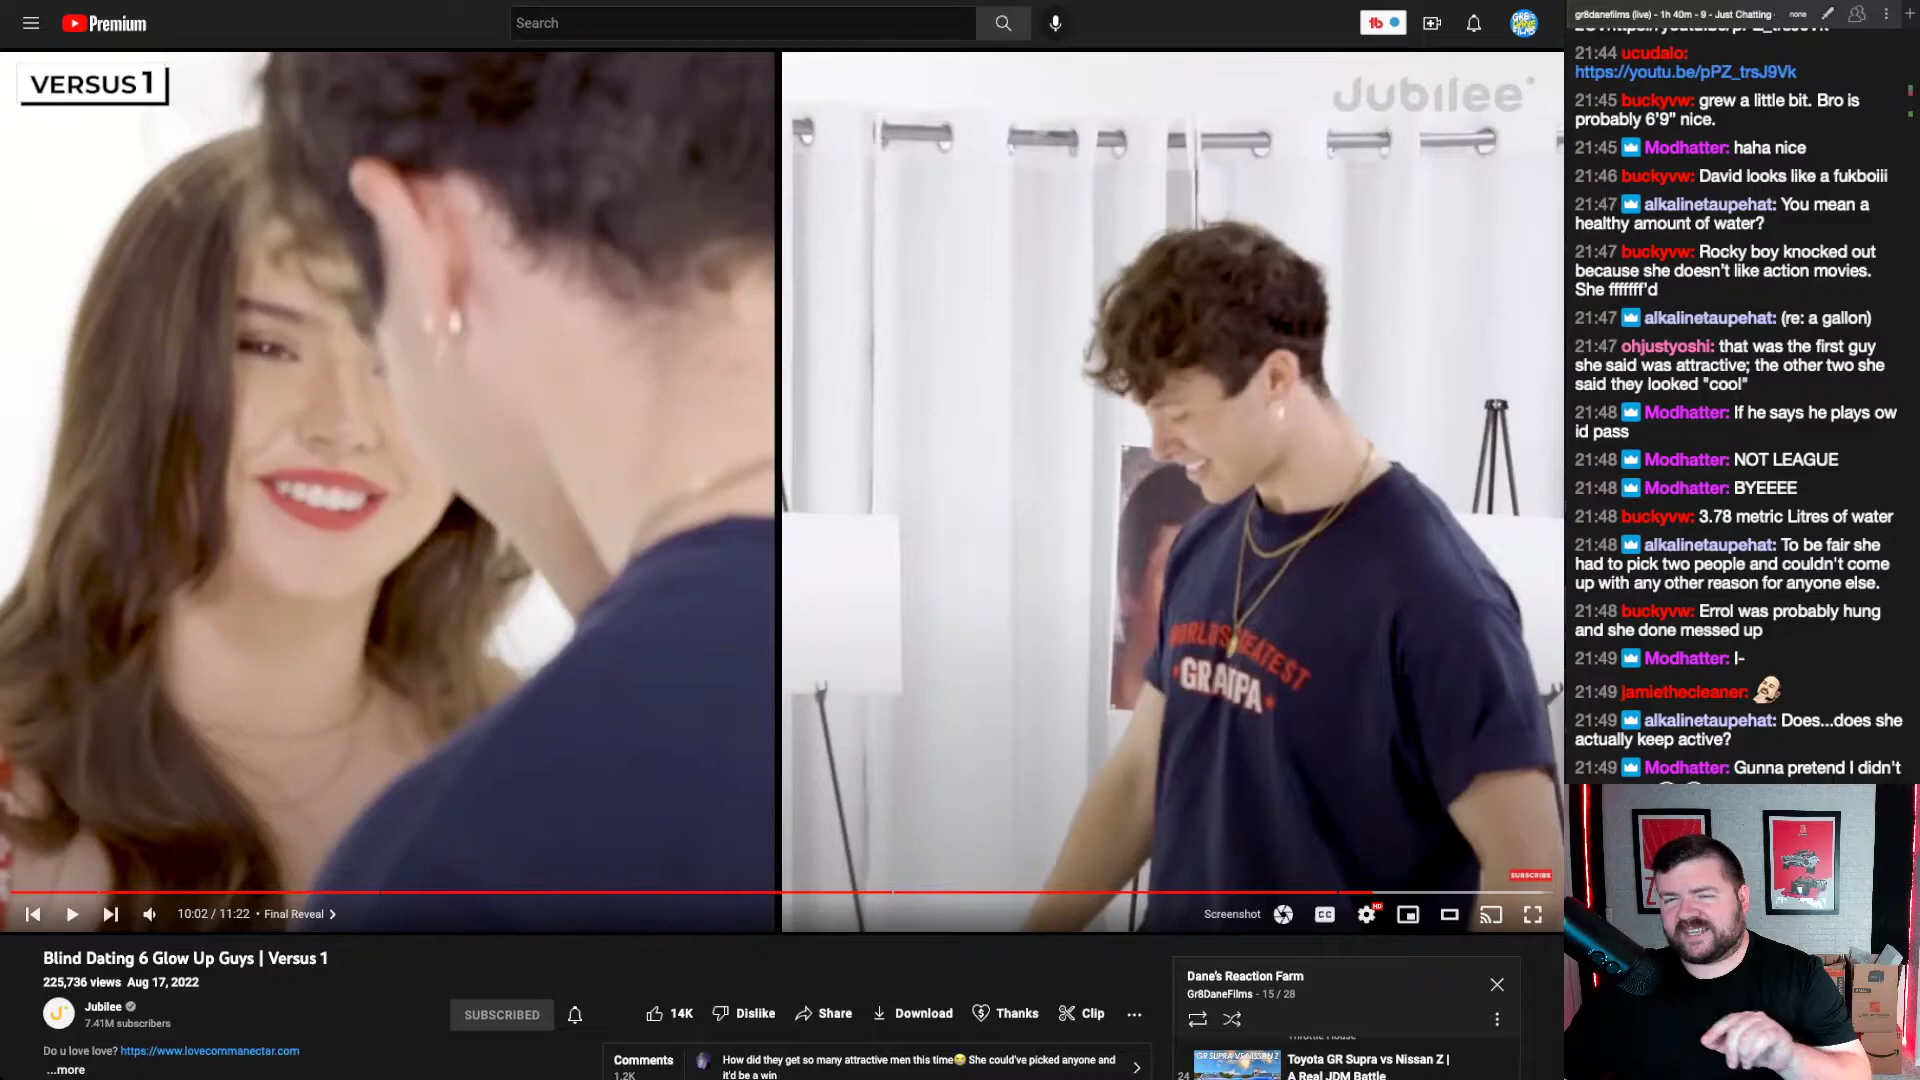 Premium
Search
gr8danefilms (live) - 1h 40m - 9 - Just Chatting
none
21:44 ucudalo:
https://youtu.be/pPZ_trsJ9Vk
21:45 buckyvw: grew a little bit. Bro is
probably 6'9" nice.
21:45 Modhatter: haha nice
21:46 buckyvw: David looks like a fukboiii
21:47 alkalinetaupehat: You mean a
healthy amount of water?
21:47 buckyvw: Rocky boy knocked out
because she doesn't like action movies.
She fffffff'd
21:47 alkalinetaupehat: (re: a gallon)
21:47 ohjustyoshi: that was the first guy
she said was attractive; the other two she
said they looked "cool"
21:48 Modhatter: If he says he plays ow
id pass
21:48 Modhatter: NOT LEAGUE
21:48 Modhatter: BYEEEE
21:48 buckyvw: 3.78 metric Litres of water
21:48 alkalinetaupehat: To be fair she
had to pick two people and couldn't come
up with any other reason for anyone else.
21:48 buckyvw: Errol was probably hung
and she done messed up
21:49 Modhatter: I-
21:49 jamiethecleaner:
21:49 alkalinetaupehat: Does...does she
actually keep active?
21:49 Modhatter: Gunna pretend I didn't
VERSUS 1
Jubilee
GRA
PA
SUBSCRIBE
10:02 / 11:22 • Final Reveal
Screenshot
CC
HD
Blind Dating 6 Glow Up Guys | Versus 1
225,736 views Aug 17, 2022
Jubilee
7.41M subscribers
SUBSCRIBED
14K
Dislike
Share
Download
Thanks
Clip
Do u love love? https://www.lovecommanectar.com
...more
Comments
1.2K
How did they get so many attractive men this time😅 She could've picked anyone and
it'd be a win
Dane's Reaction Farm
Gr8DaneFilms - 15 / 28
24
GR SUPRA VS NISSAN Z
Toyota GR Supra vs Nissan Z |
A Real JDM Battle